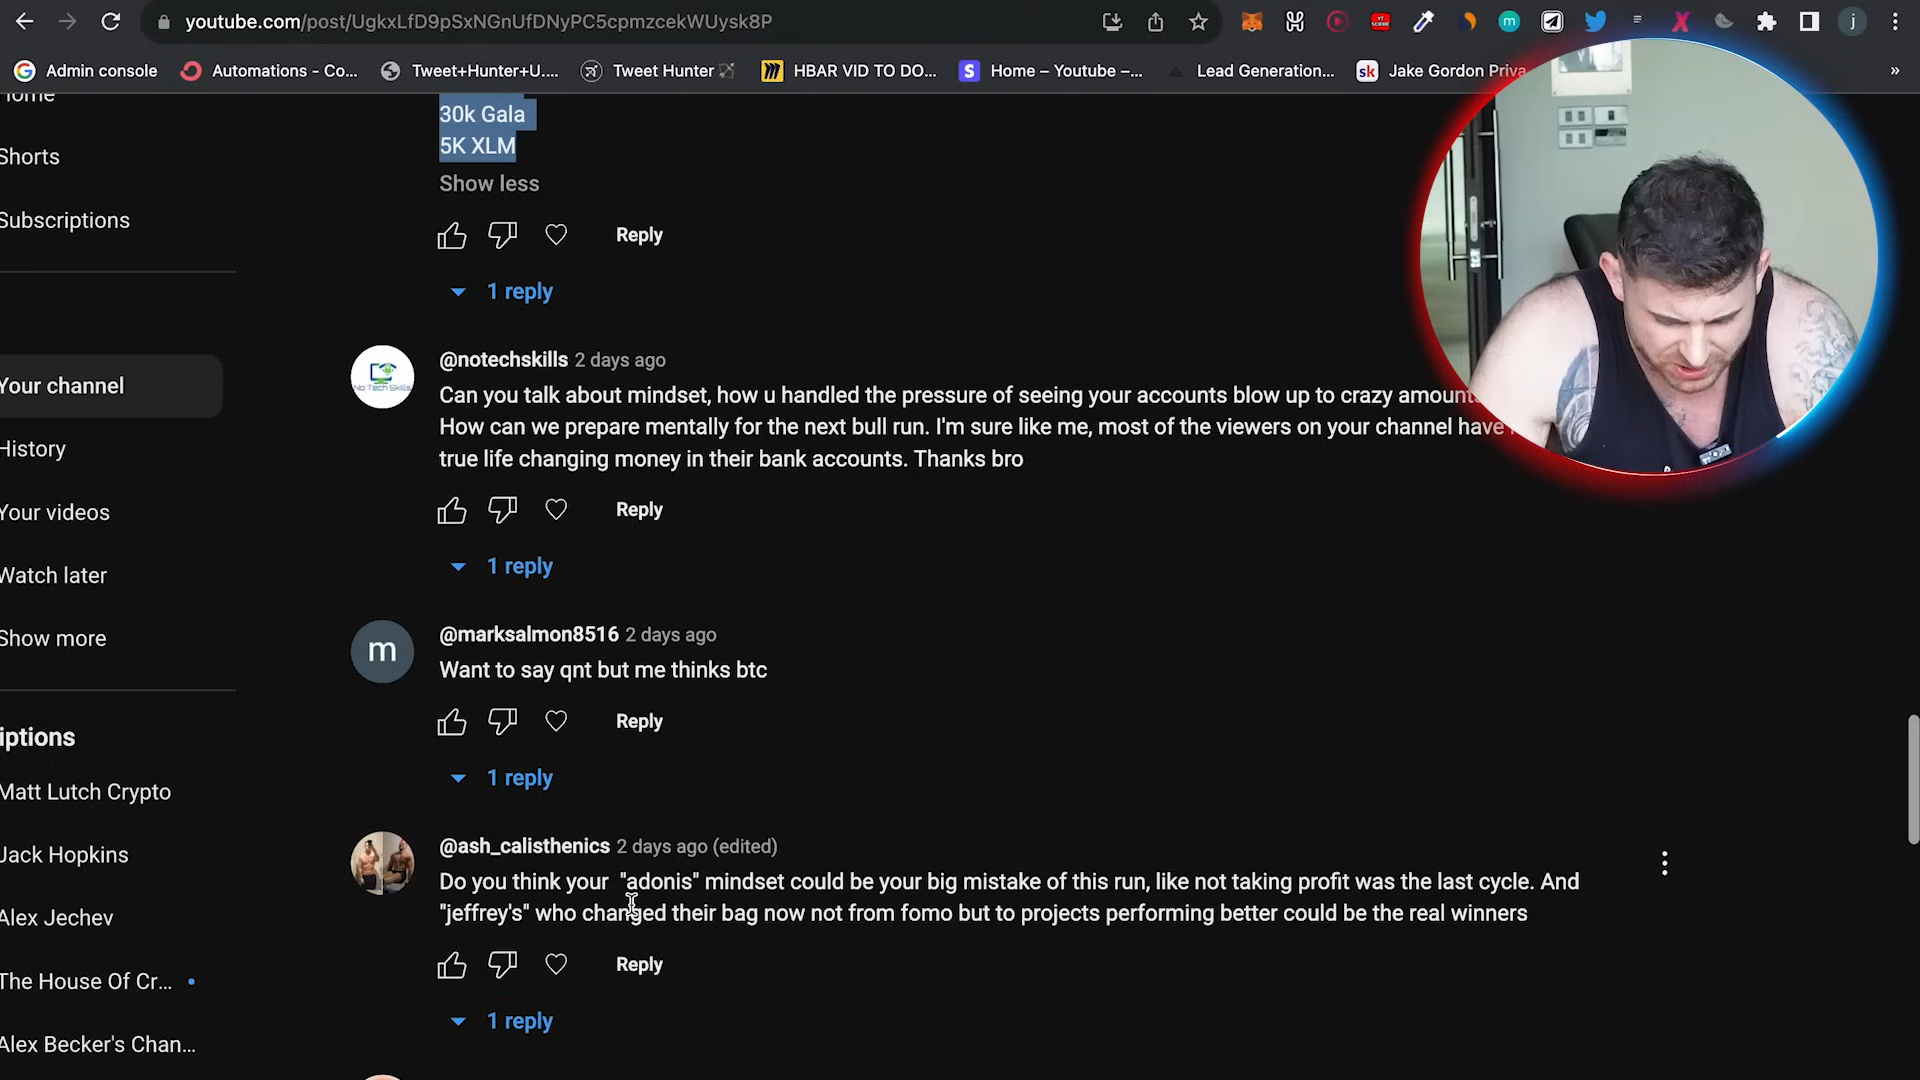 youtube.com/post/UgkxLfD9pSxNGnUfDNyPC5cpmzcekWUysk8P
j
Admin console
Automations - Co...
Tweet+Hunter+U....
Tweet Hunter
HBAR VID TO DO...
Home – Youtube –...
Lead Generation...
Jake Gordon Priva
»
Home
Shorts
Subscriptions
Your channel
History
Your videos
Watch later
Show more
iptions
Matt Lutch Crypto
Jack Hopkins
Alex Jechev
The House Of Cr...
Alex Becker's Chan...
30k Gala
5K XLM
Show less
Reply
1 reply
No Tech Skills
@notechskills 2 days ago
Can you talk about mindset, how u handled the pressure of seeing your accounts blow up to crazy amounts
How can we prepare mentally for the next bull run. I'm sure like me, most of the viewers on your channel have
true life changing money in their bank accounts. Thanks bro
Reply
1 reply
m
@marksalmon8516 2 days ago
Want to say qnt but me thinks btc
Reply
1 reply
@ash_calisthenics 2 days ago (edited)
Do you think your "adonis" mindset could be your big mistake of this run, like not taking profit was the last cycle. And
"jeffrey's" who changed their bag now not from fomo but to projects performing better could be the real winners
Reply
1 reply